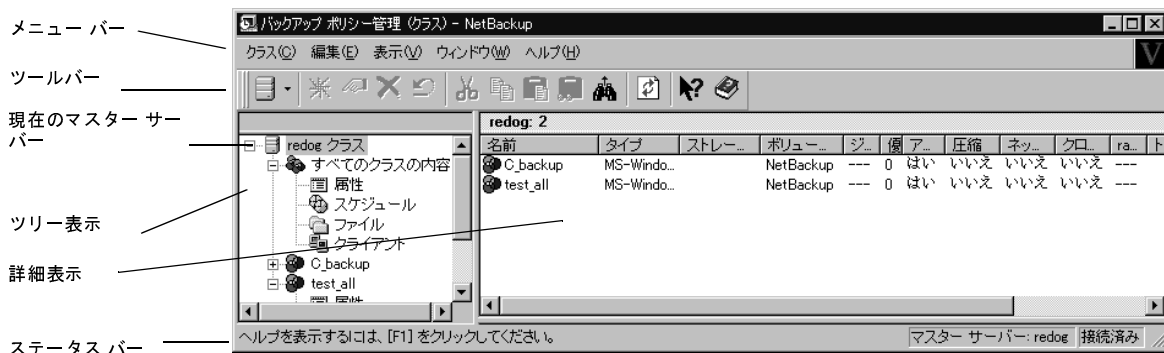 バックアップ ポリシー管理 (クラス) - NetBackup
メニュー バー
クラス(C) 編集(E) 表示(V) ウィンドウ(W) ヘルプ(H)
ツールバー
現在のマスター サー
バー
redog: 2
redog クラス
すべてのクラスの内容
属性
スケジュール
ファイル
クライアント
C_backup
test_all
属性
名前 タイプ ストレー... ボリュー... ジ... 優 ア... 圧縮 ネッ... クロ... ra... ト
C_backup MS-Windo... NetBackup --- 0 はい いいえ いいえ いいえ ---
test_all MS-Windo... NetBackup --- 0 はい いいえ いいえ いいえ ---
ツリー表示
詳細表示
ヘルプを表示するには、[F1] をクリックしてください。
マスター サーバー: redog 接続済み
ステータス バー